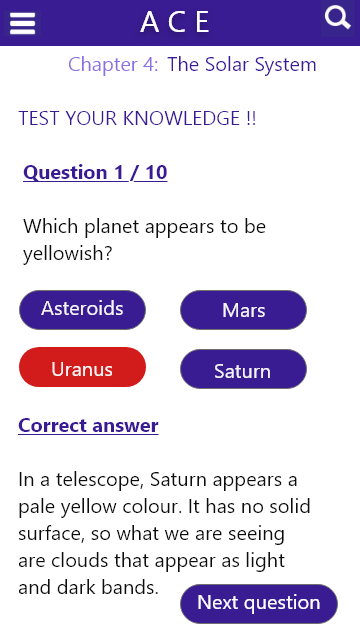 A C E
Chapter 4: The Solar System
TEST YOUR KNOWLEDGE !!
Question 1 / 10
Which planet appears to be
yellowish?
Asteroids
Mars
Uranus
Saturn
Correct answer
In a telescope, Saturn appears a
pale yellow colour. It has no solid
surface, so what we are seeing
are clouds that appear as light
and dark bands.
Next question